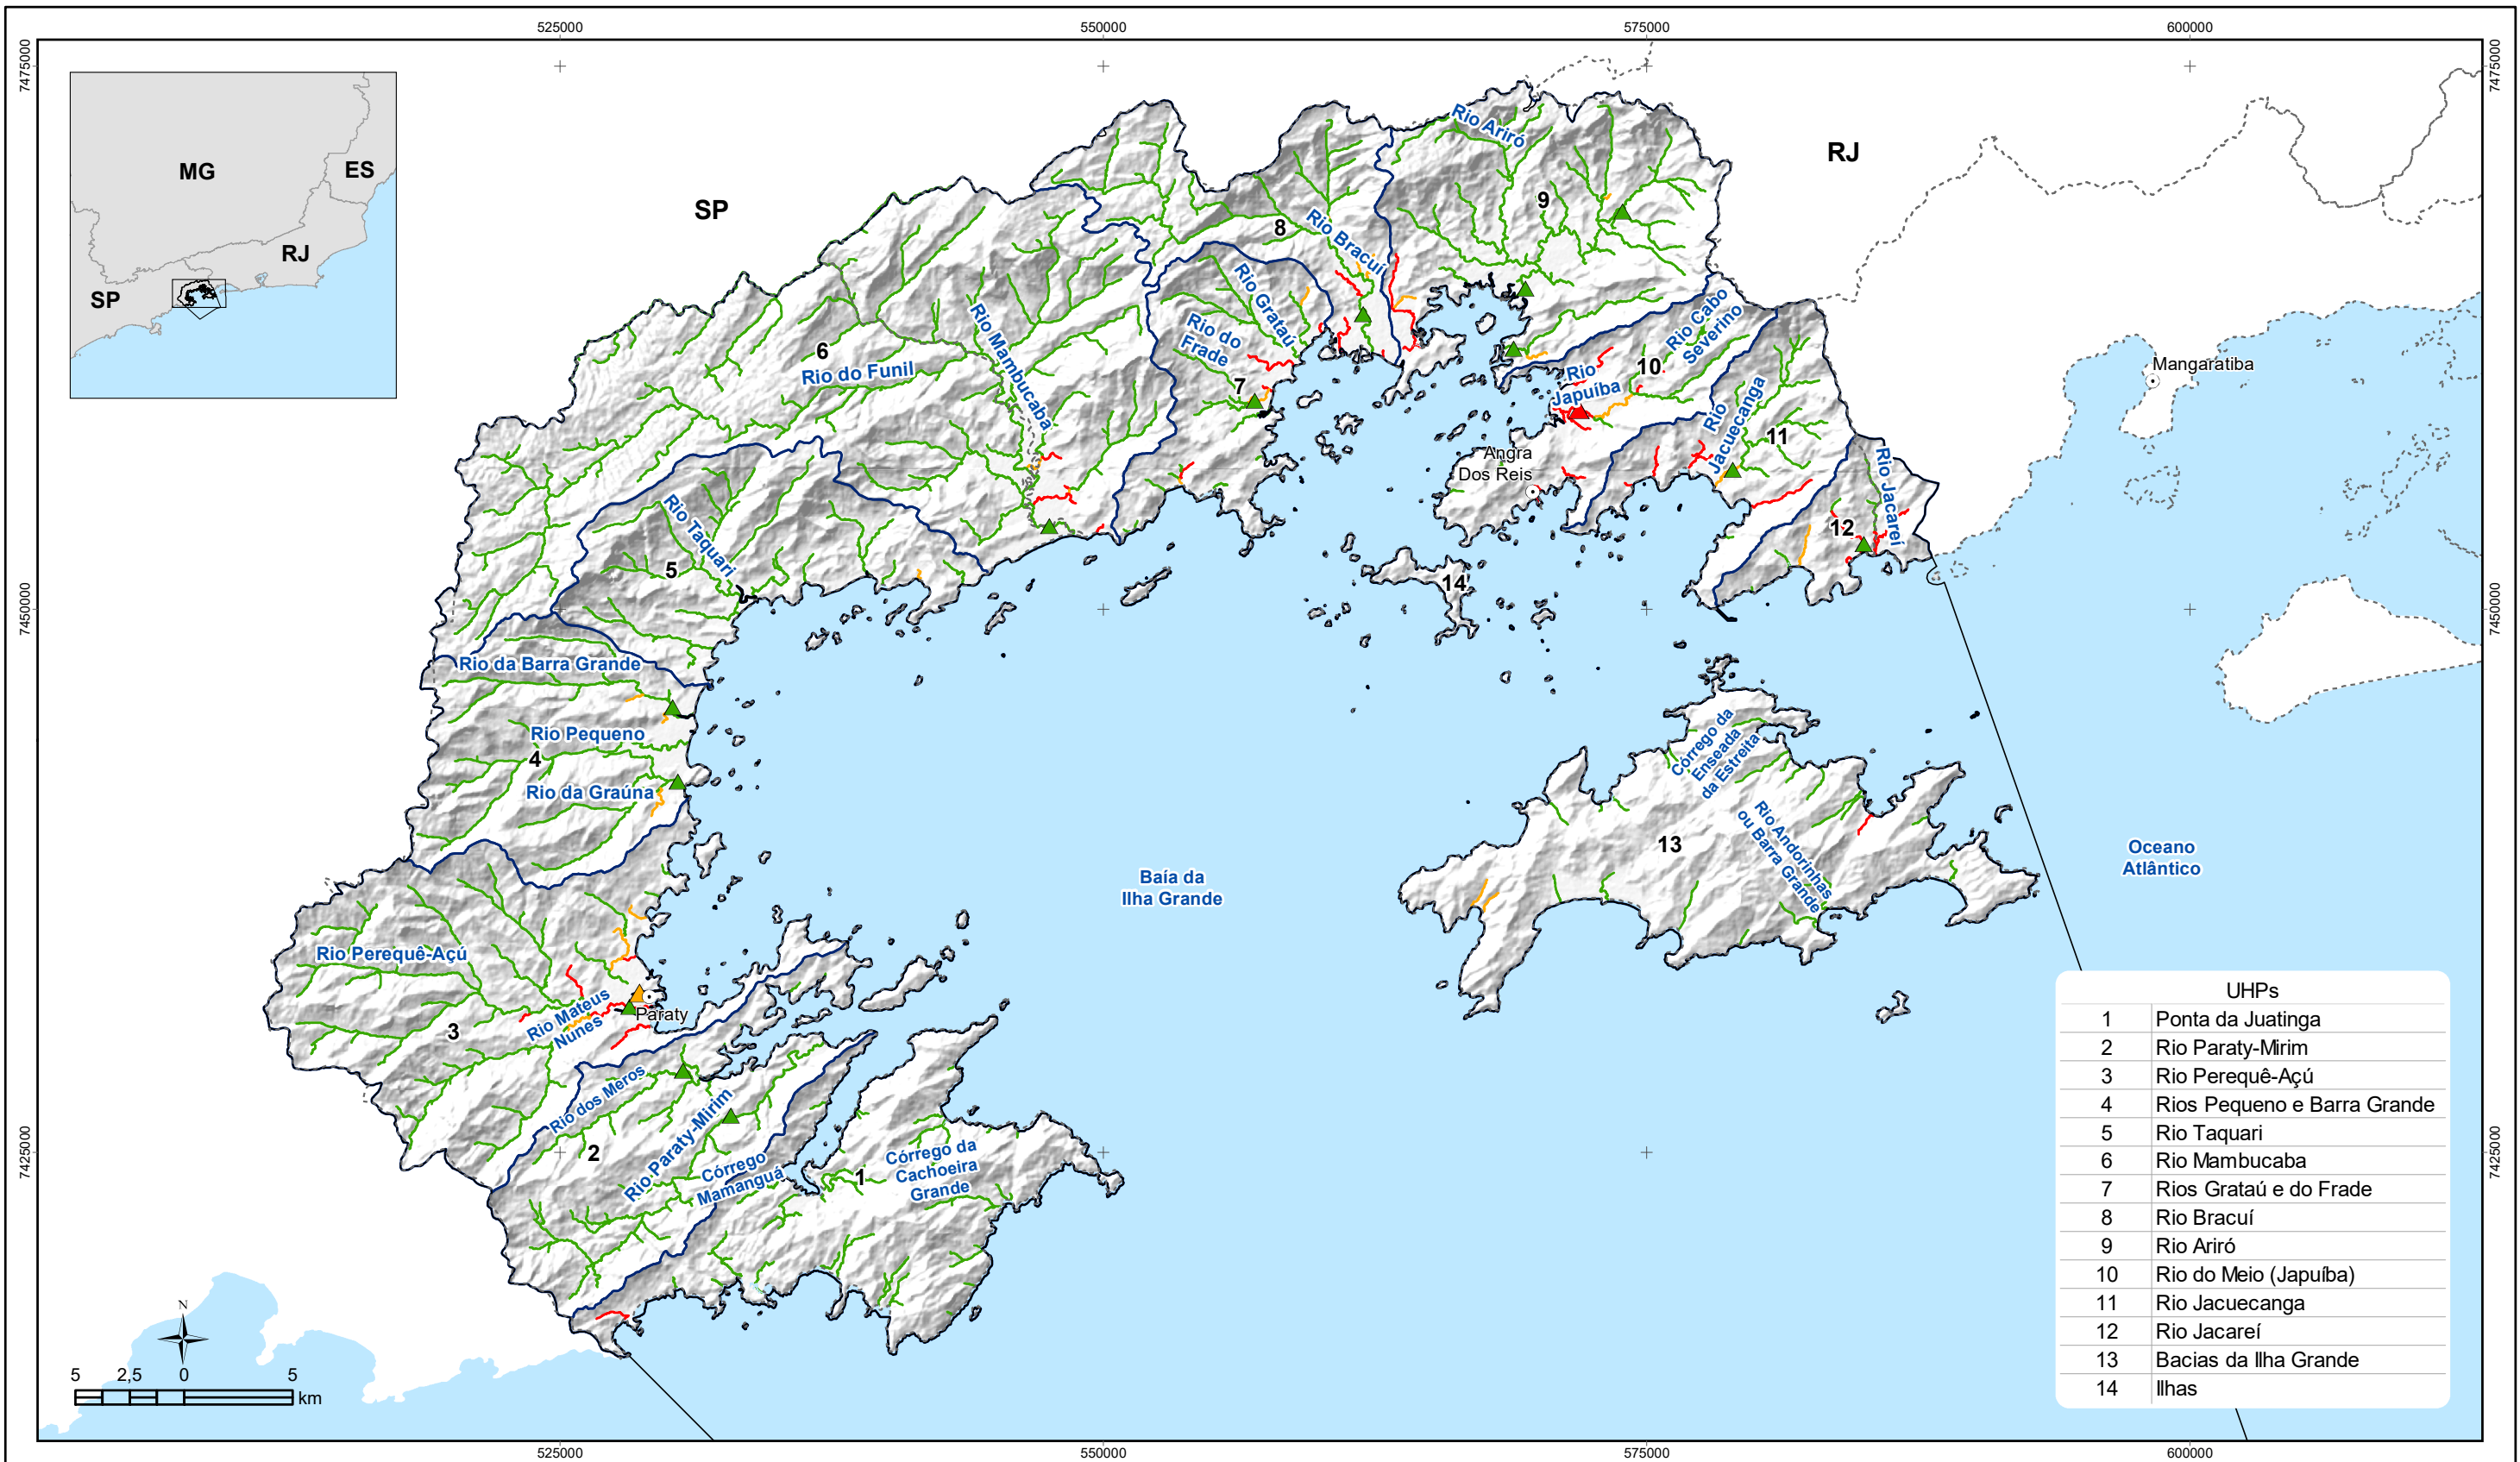 525000
550000
575000
600000
7475000
7475000
MG
ES
RJ
SP
SP
RJ
Rio Ariró
9
8
Rio Bracuí
Rio Grataú
Rio do
Frade
7
Rio Mambucaba
6
Rio do Funil
Rio Cabo
Severino
10
Rio
Japuíba
Rio
Jacuecanga
11
Mangaratiba
Angra
Dos Reis
Rio Jacareí
12
14
Rio Taquari
5
7450000
7450000
Rio da Barra Grande
Rio Pequeno
4
Rio da Graúna
Córrego da
Enseada
da Estreita
Rio Andorinhas
ou Barra Grande
13
Baía da
Ilha Grande
Oceano
Atlântico
Rio Perequê-Açú
Rio Mateus
Nunes
Paraty
3
Rio dos Meros
2
Rio Paraty-Mirim
Córrego
Mamanguá
1
Córrego da
Cachoeira
Grande
7425000
7425000
N
5 2,5 0 5
km
UHPs
1 Ponta da Juatinga
2 Rio Paraty-Mirim
3 Rio Perequê-Açú
4 Rios Pequeno e Barra Grande
5 Rio Taquari
6 Rio Mambucaba
7 Rios Grataú e do Frade
8 Rio Bracuí
9 Rio Ariró
10 Rio do Meio (Japuíba)
11 Rio Jacuecanga
12 Rio Jacareí
13 Bacias da Ilha Grande
14 Ilhas
525000
550000
575000
600000